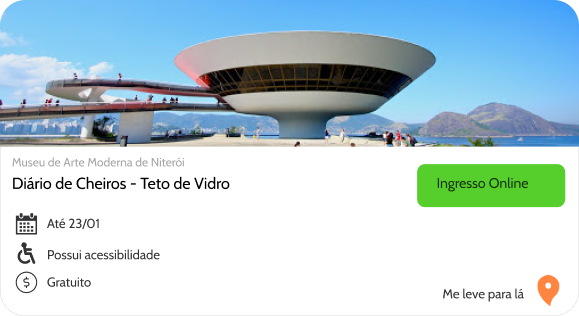 Museu de Arte Moderna de Niterói
Diário de Cheiros - Teto de Vidro
Ingresso Online
Até 23/01
Possui acessibilidade
$ Gratuito
Me leve para lá